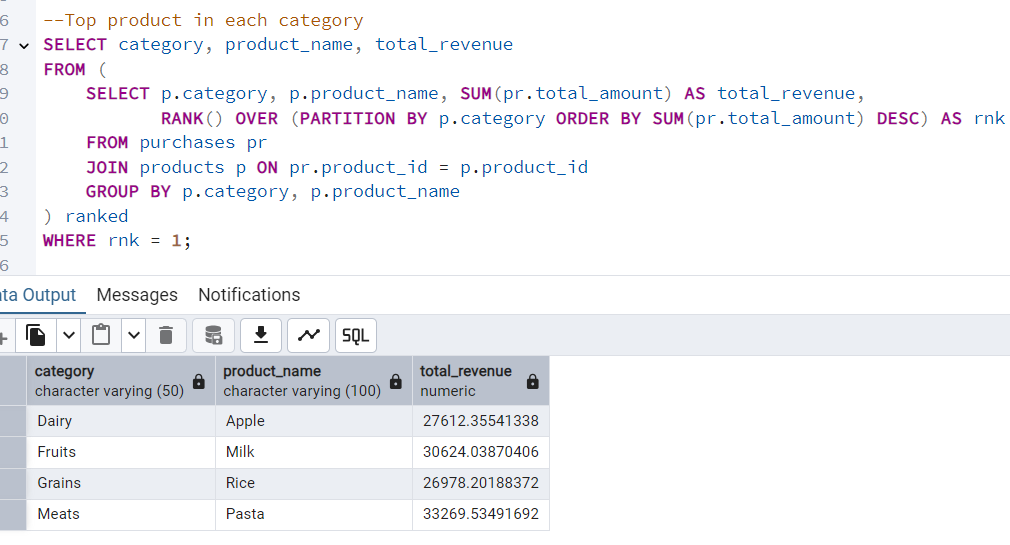 6 --Top product in each category
7 SELECT category, product_name, total_revenue
8 FROM (
9 SELECT p.category, p.product_name, SUM(pr.total_amount) AS total_revenue,
0 RANK() OVER (PARTITION BY p.category ORDER BY SUM(pr.total_amount) DESC) AS rnk
1 FROM purchases pr
2 JOIN products p ON pr.product_id = p.product_id
3 GROUP BY p.category, p.product_name
4 ) ranked
5 WHERE rnk = 1;
6
ta Output Messages Notifications
SQL
category product_name total_revenue
character varying (50) character varying (100) numeric
Dairy Apple 27612.35541338
Fruits Milk 30624.03870406
Grains Rice 26978.20188372
Meats Pasta 33269.53491692